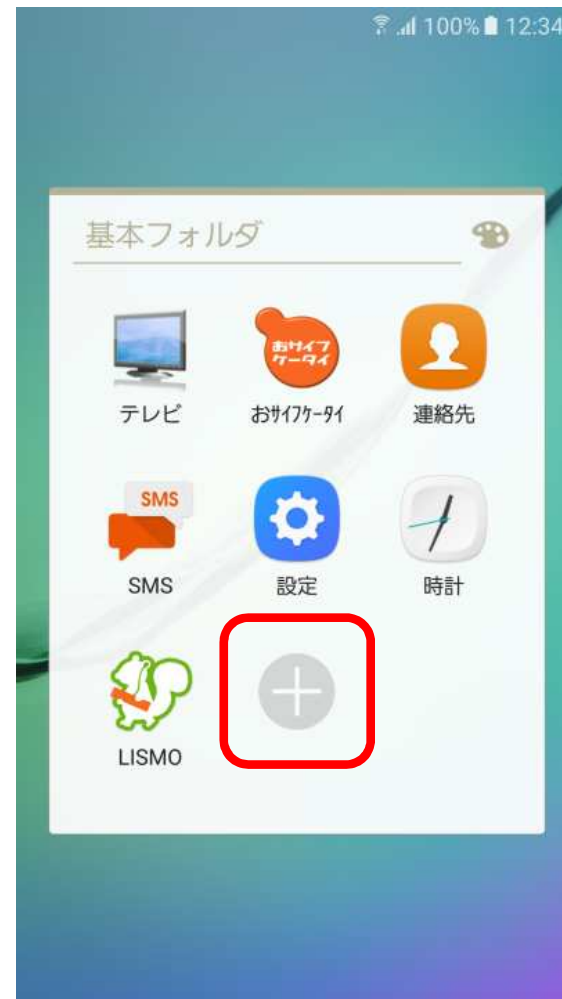 100% 12:34
基本フォルダ
おサイフ
ケータイ
テレビ
おｻｲﾌｹｰﾀｲ
連絡先
SMS
SMS
設定
時計
LISMO